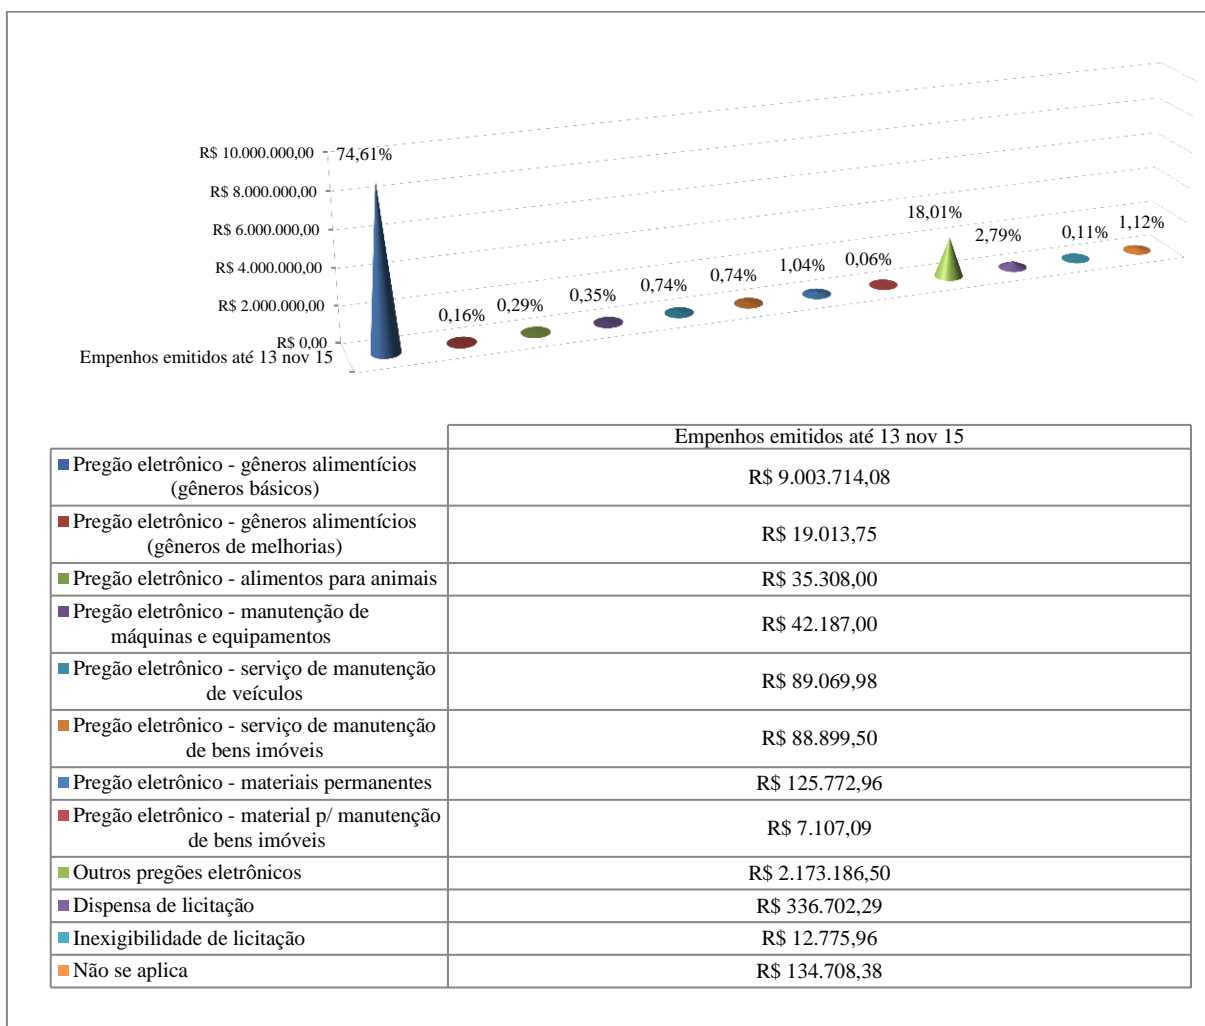 R$ 10.000.000,00
R$ 8.000.000,00
R$ 6.000.000,00
R$ 4.000.000,00
R$ 2.000.000,00
R$ 0,00
Empenhos emitidos até 13 nov 15
74,61%
0,16%
0,29%
0,35%
0,74%
0,74%
1,04%
0,06%
18,01%
2,79%
0,11%
1,12%
Empenhos emitidos até 13 nov 15
Pregão eletrônico - gêneros alimentícios
(gêneros básicos)
R$ 9.003.714,08
Pregão eletrônico - gêneros alimentícios
(gêneros de melhorias)
R$ 19.013,75
Pregão eletrônico - alimentos para animais
R$ 35.308,00
Pregão eletrônico - manutenção de
máquinas e equipamentos
R$ 42.187,00
Pregão eletrônico - serviço de manutenção
de veículos
R$ 89.069,98
Pregão eletrônico - serviço de manutenção
de bens imóveis
R$ 88.899,50
Pregão eletrônico - materiais permanentes
R$ 125.772,96
Pregão eletrônico - material p/ manutenção
de bens imóveis
R$ 7.107,09
Outros pregões eletrônicos
R$ 2.173.186,50
Dispensa de licitação
R$ 336.702,29
Inexigibilidade de licitação
R$ 12.775,96
Não se aplica
R$ 134.708,38